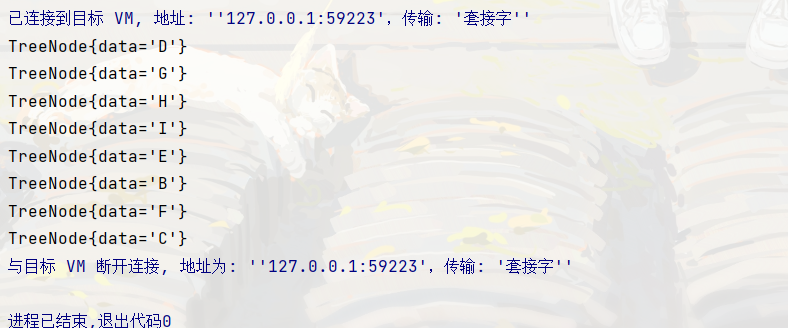 已连接到目标 VM, 地址: ''127.0.0.1:59223', 传输: '套接字''
TreeNode{data='D'}
TreeNode{data='G'}
TreeNode{data='H'}
TreeNode{data='I'}
TreeNode{data='E'}
TreeNode{data='B'}
TreeNode{data='F'}
TreeNode{data='C'}
与目标 VM 断开连接, 地址为: ''127.0.0.1:59223', 传输: '套接字''
进程已结束,退出代码0